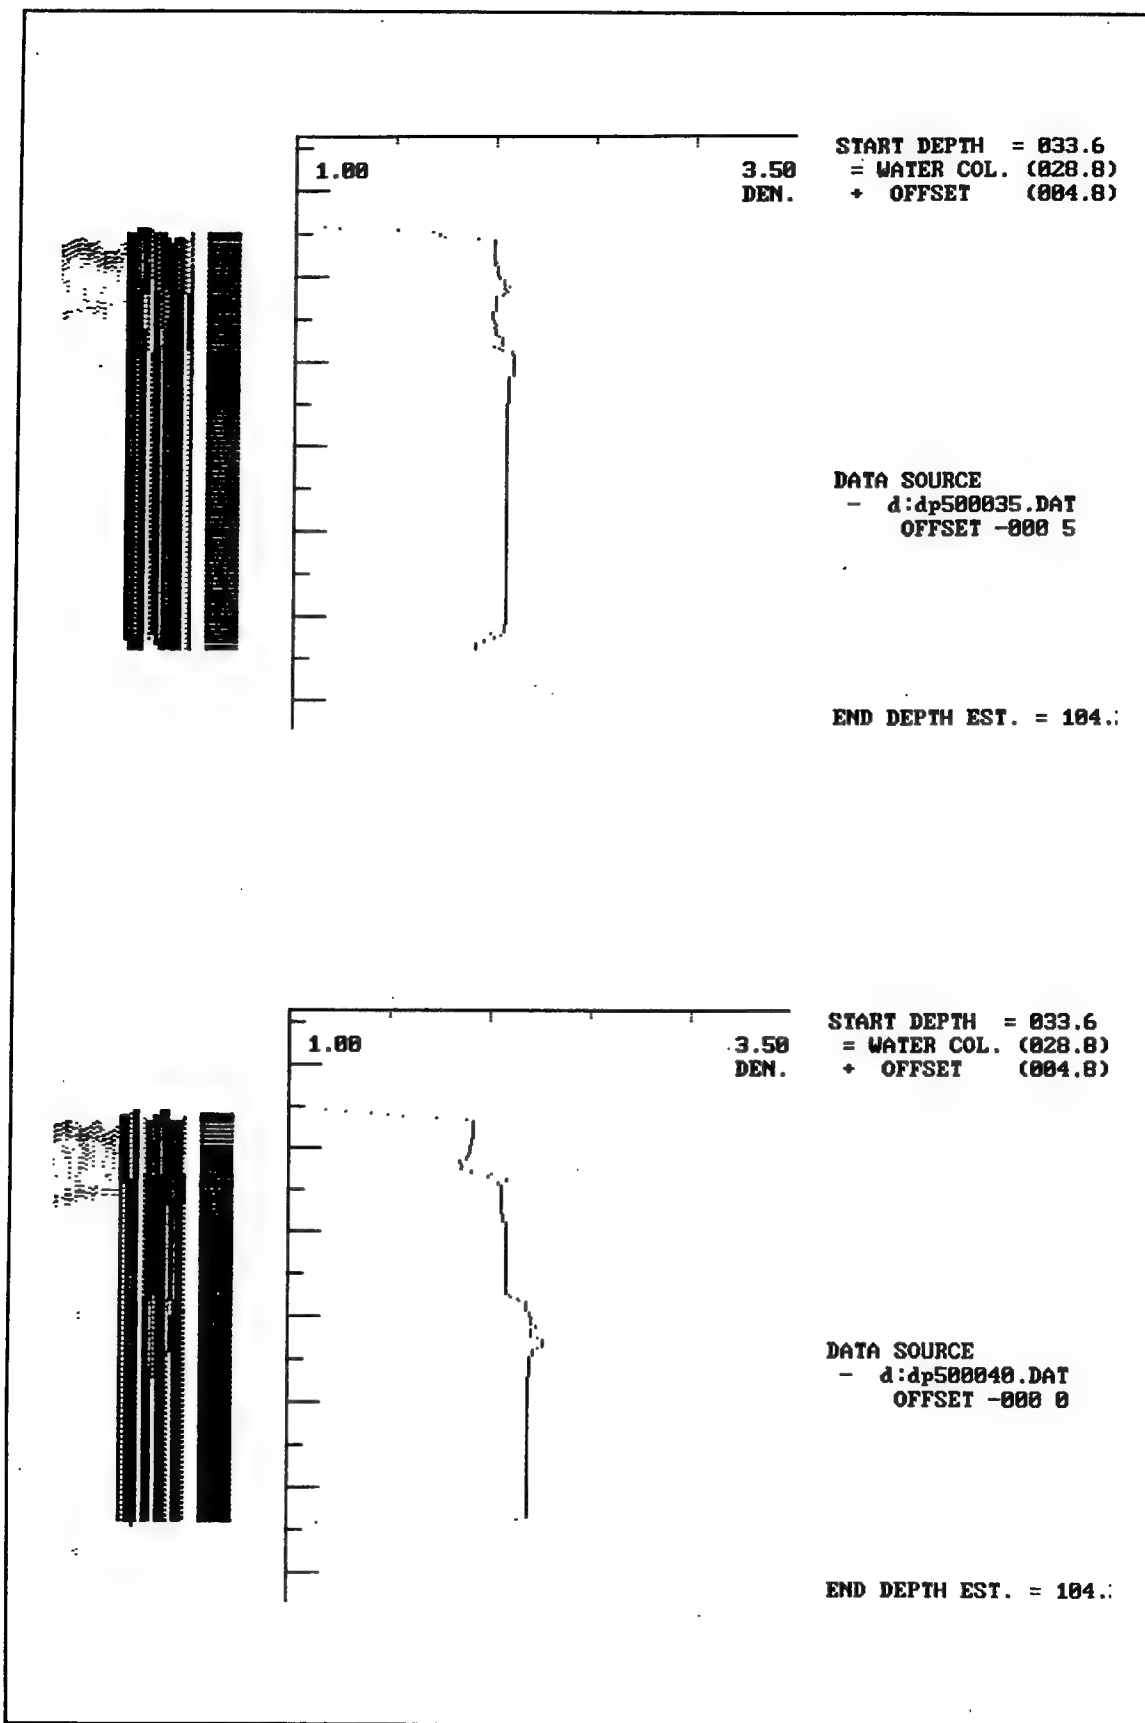 START DEPTH = 033.6
1.00
3.50
= WATER COL. (028.8)
DEN.
+ OFFSET (004.8)
DATA SOURCE
- d:dp500035.DAT
OFFSET -000 5
END DEPTH EST. = 104.
START DEPTH = 033.6
1.00
3.50
= WATER COL. (028.8)
DEN.
+ OFFSET (004.8)
DATA SOURCE
- d:dp500040.DAT
OFFSET -000 0
END DEPTH EST. = 104.